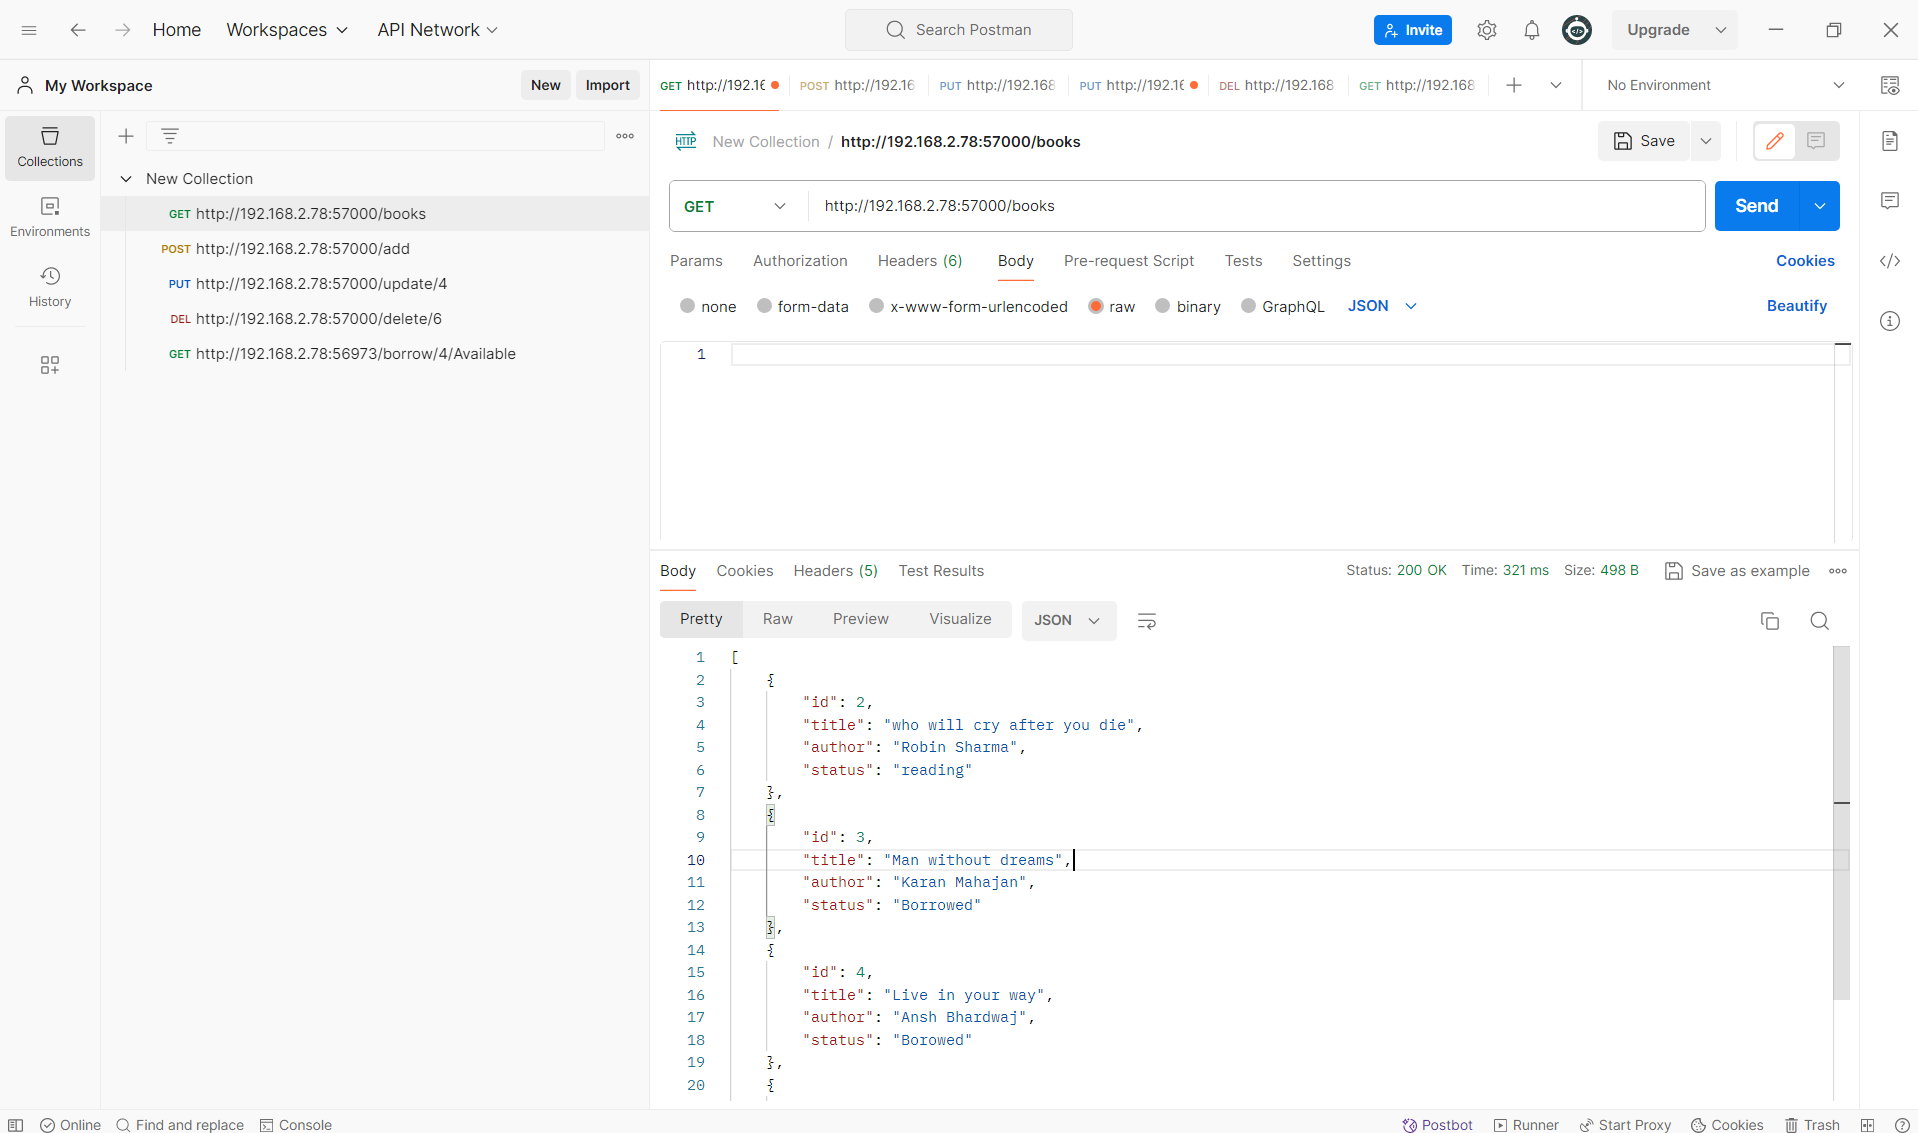 Home Workspaces API Network Search Postman Invite Upgrade
My Workspace New Import GET http://192.16 POST http://192.16 PUT http://192.168 PUT http://192.16 DEL http://192.168 GET http://192.168 No Environment
Collections
Environments
History
New Collection
GET http://192.168.2.78:57000/books
POST http://192.168.2.78:57000/add
PUT http://192.168.2.78:57000/update/4
DEL http://192.168.2.78:57000/delete/6
GET http://192.168.2.78:56973/borrow/4/Available
HTTP New Collection / http://192.168.2.78:57000/books Save
GET http://192.168.2.78:57000/books Send
Params Authorization Headers (6) Body Pre-request Script Tests Settings Cookies
none form-data x-www-form-urlencoded raw binary GraphQL JSON Beautify
1
Body Cookies Headers (5) Test Results Status: 200 OK Time: 321 ms Size: 498 B Save as example
Pretty Raw Preview Visualize JSON
1 [
2 {
3 "id": 2,
4 "title": "who will cry after you die",
5 "author": "Robin Sharma",
6 "status": "reading"
7 },
8 {
9 "id": 3,
10 "title": "Man without dreams",
11 "author": "Karan Mahajan",
12 "status": "Borrowed"
13 },
14 {
15 "id": 4,
16 "title": "Live in your way",
17 "author": "Ansh Bhardwaj",
18 "status": "Borowed"
19 },
20 {
Online Find and replace Console Postbot Runner Start Proxy Cookies Trash